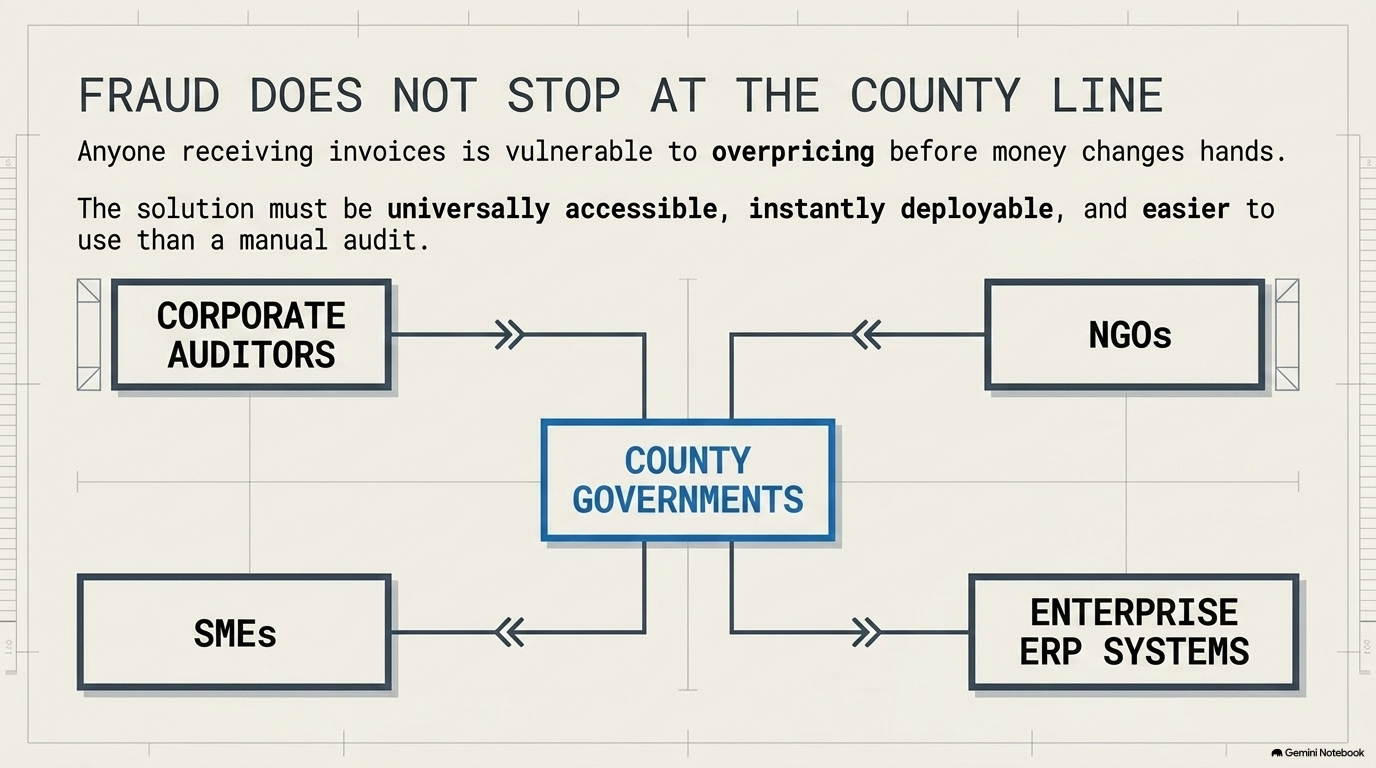 FRAUD DOES NOT STOP AT THE COUNTY LINE
Anyone receiving invoices is vulnerable to overpricing before money changes hands.
The solution must be universally accessible, instantly deployable, and easier to
use than a manual audit.
CORPORATE
AUDITORS
NGOs
COUNTY
GOVERNMENTS
SMEs
ENTERPRISE
ERP SYSTEMS
Gemini Notebook